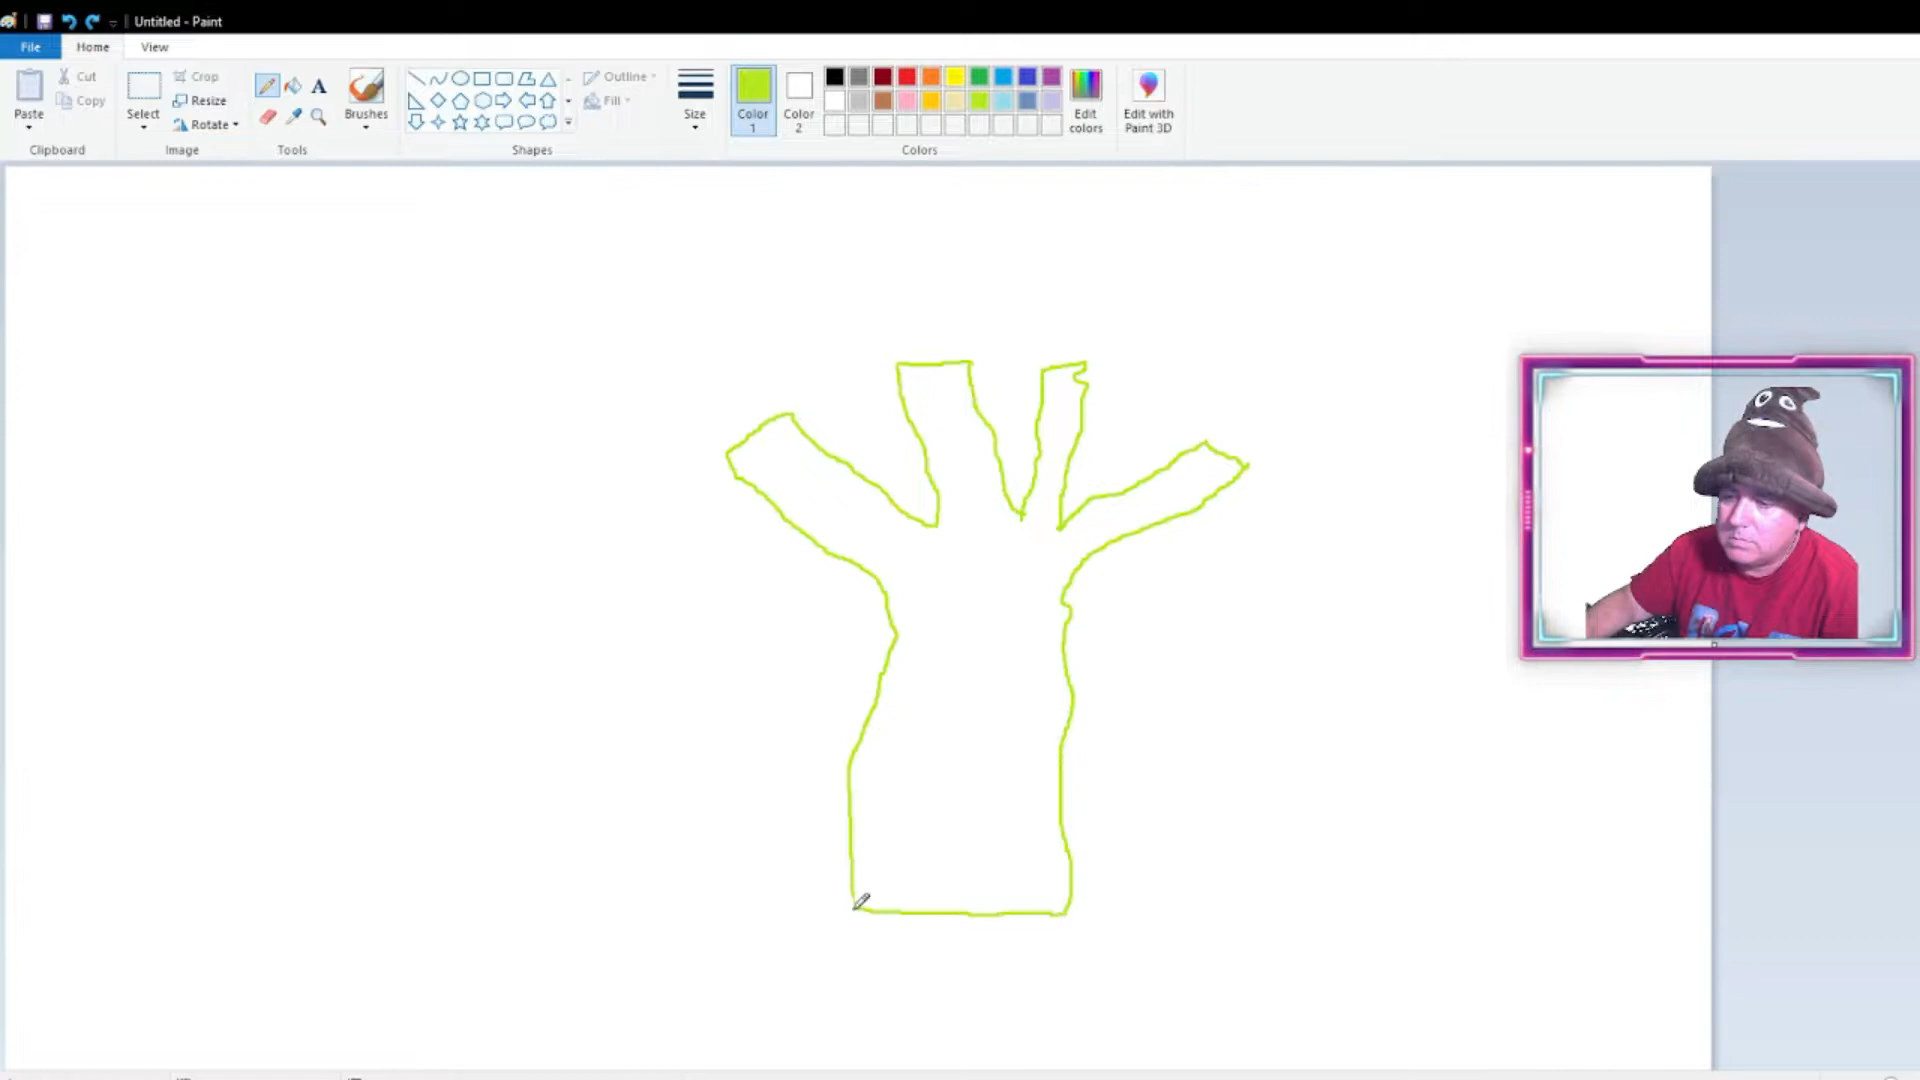 Untitled - Paint
File
Home
View
Paste
Cut
Copy
Clipboard
Select
Crop
Resize
Rotate
Image
A
Tools
Brushes
Shapes
Outline
Fill
Size
Color
1
Color
2
Colors
Edit
colors
Edit with
Paint 3D